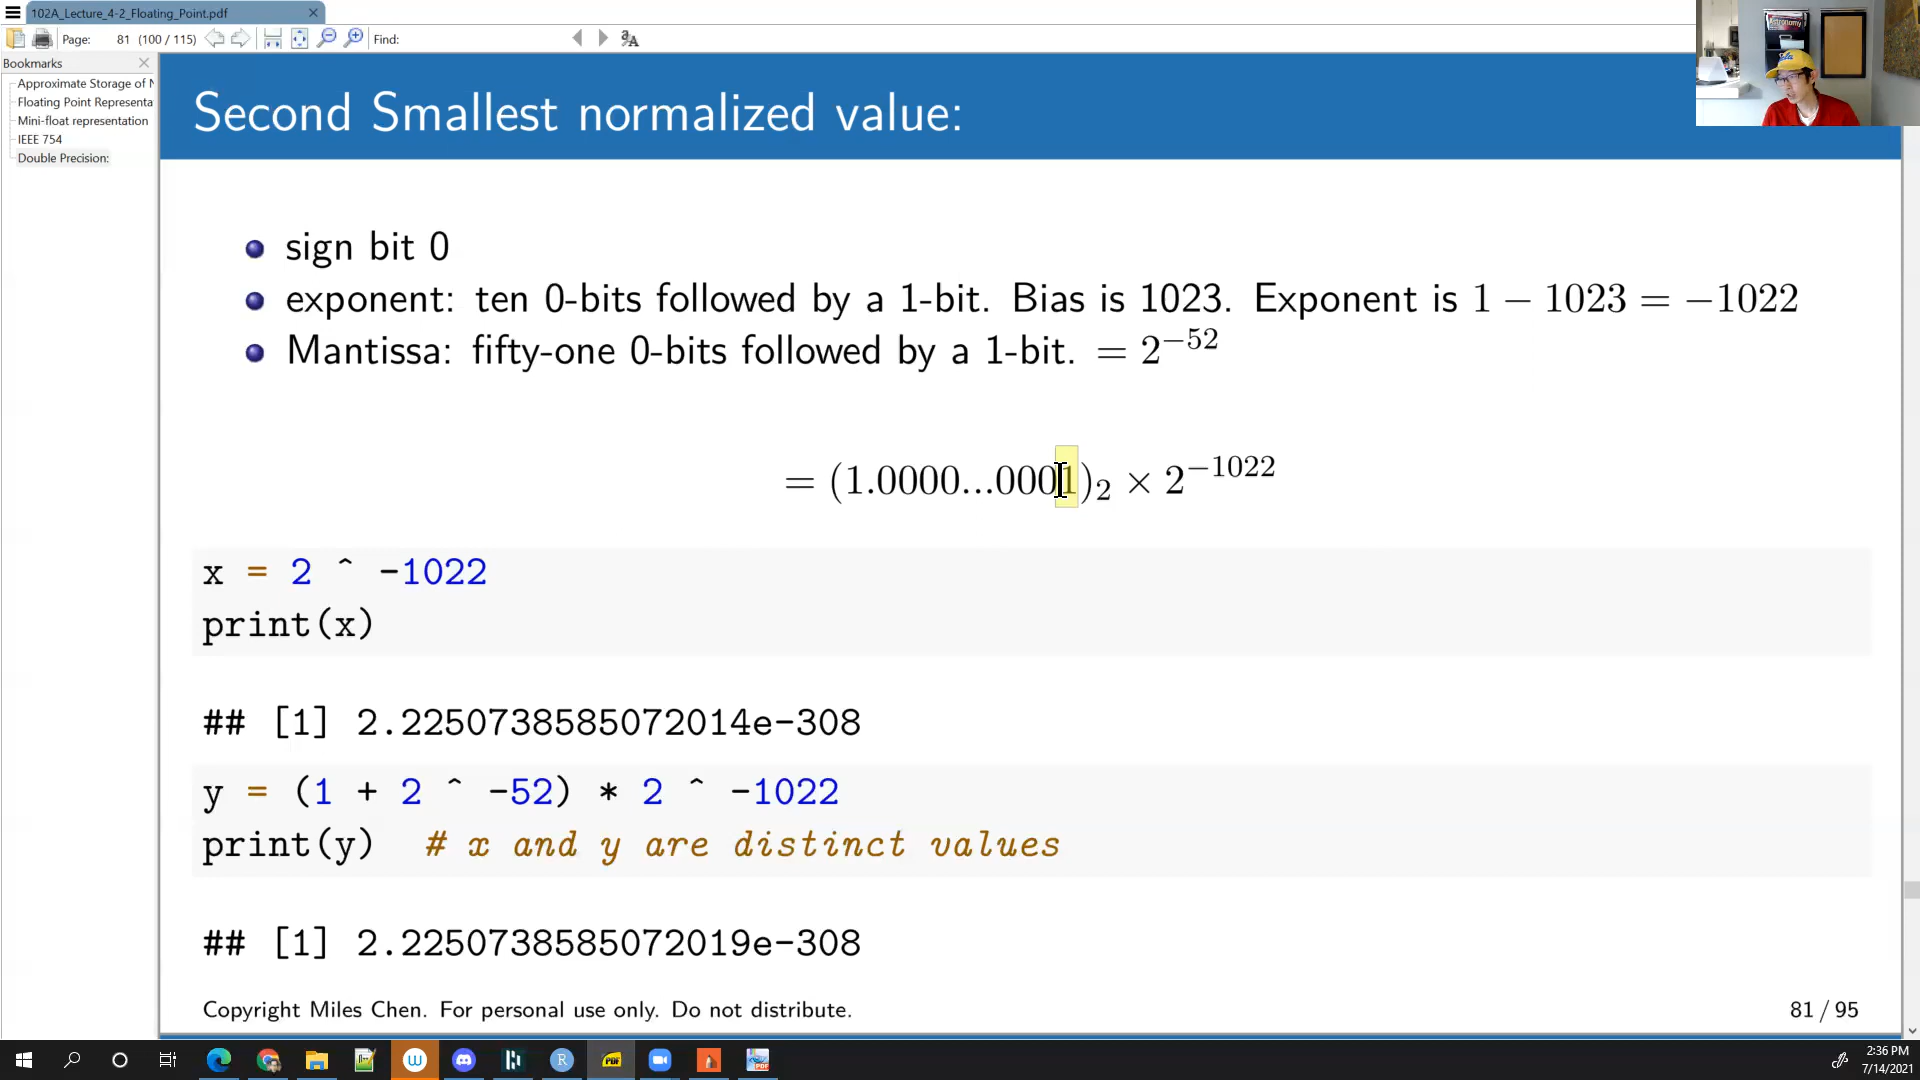 102A_Lecture_4-2_Floating_Point.pdf
Page: 81 (100 / 115) Find:
Bookmarks
Approximate Storage of N
Floating Point Representa
Mini-float representation
IEEE 754
Double Precision:
Second Smallest normalized value:
sign bit 0
exponent: ten 0-bits followed by a 1-bit. Bias is 1023. Exponent is 1 − 1023 = −1022
Mantissa: fifty-one 0-bits followed by a 1-bit. = 2^−52
= (1.0000...0001)₂ × 2^−1022
x = 2 ^ -1022
print(x)
## [1] 2.2250738585072014e-308
y = (1 + 2 ^ -52) * 2 ^ -1022
print(y) # x and y are distinct values
## [1] 2.2250738585072019e-308
Copyright Miles Chen. For personal use only. Do not distribute.
81 / 95
2:36 PM
7/14/2021